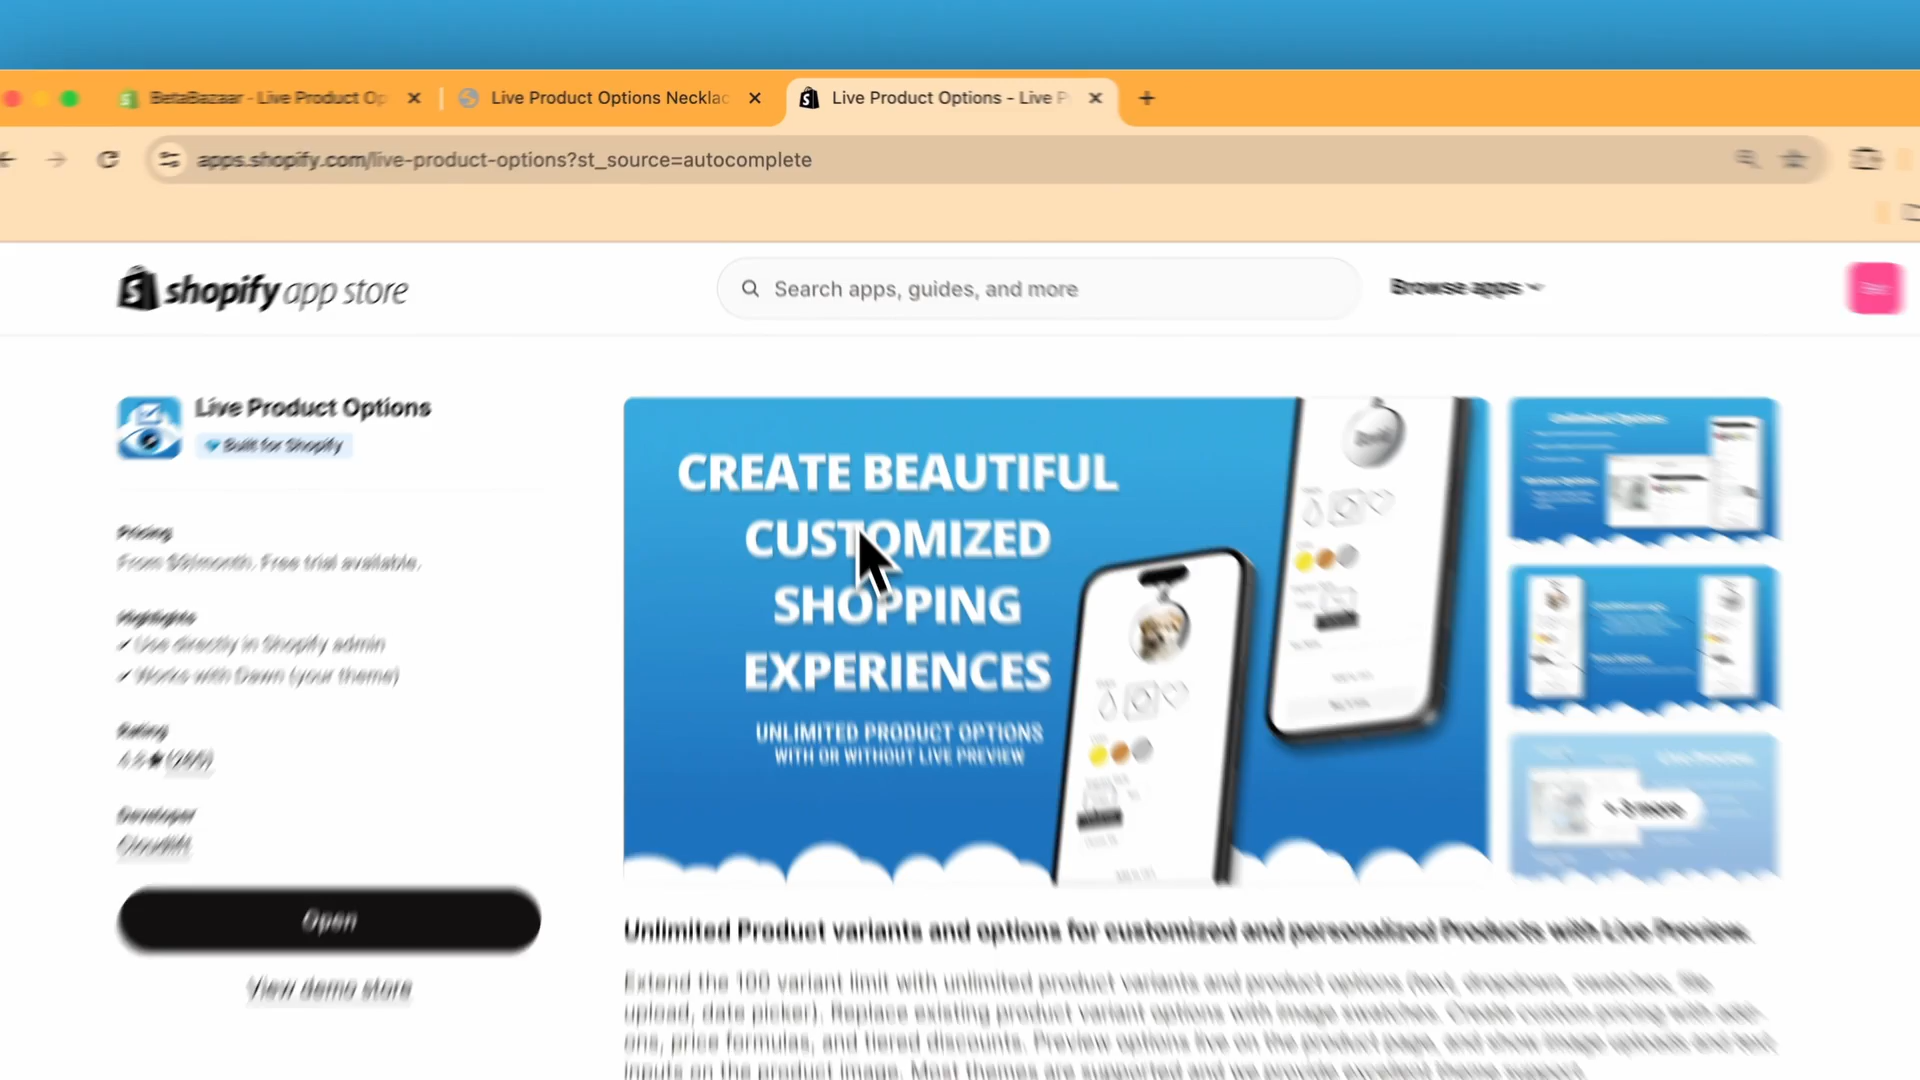 BetaBazaar - Live Product Op
Live Product Options Necklac
Live Product Options - Live P
apps.shopify.com/live-product-options?st_source=autocomplete
shopify app store
Search apps, guides, and more
Browse apps
Live Product Options
Built for Shopify
Pricing
From $9/month. Free trial available.
Highlights
✓ Use directly in Shopify admin
✓ Works with Dawn (your theme)
Rating
Developer
Cloudlift
Open
View demo store
CREATE BEAUTIFUL
CUSTOMIZED
SHOPPING
EXPERIENCES
UNLIMITED PRODUCT OPTIONS
WITH OR WITHOUT LIVE PREVIEW
Unlimited Options
+ 3 more
Unlimited Product variants and options for customized and personalized Products with Live Preview.
Extend the 100 variant limit with unlimited product variants and product options (text, dropdown, swatches, file
upload, date picker). Replace existing product variant options with image swatches. Create custom pricing with add-
ons, price formulas, and tiered discounts. Preview options live on the product page, and show image uploads and text
inputs on the product image. Most themes are supported and we provide excellent theme support.